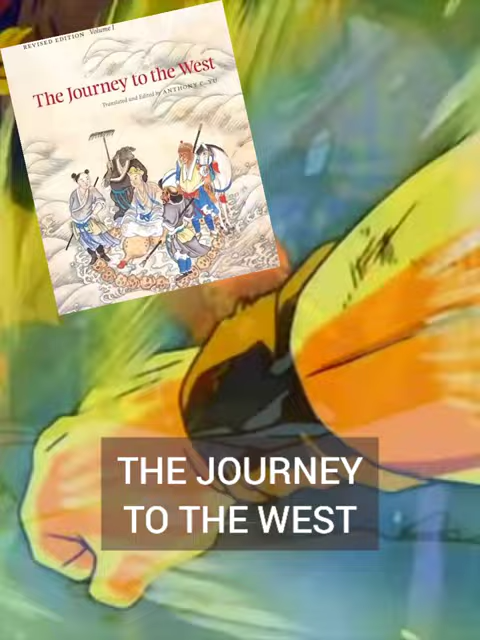 REVISED EDITION Volume 1
The Journey to the West
Translated and Edited by ANTHONY C. YU
THE JOURNEY
TO THE WEST